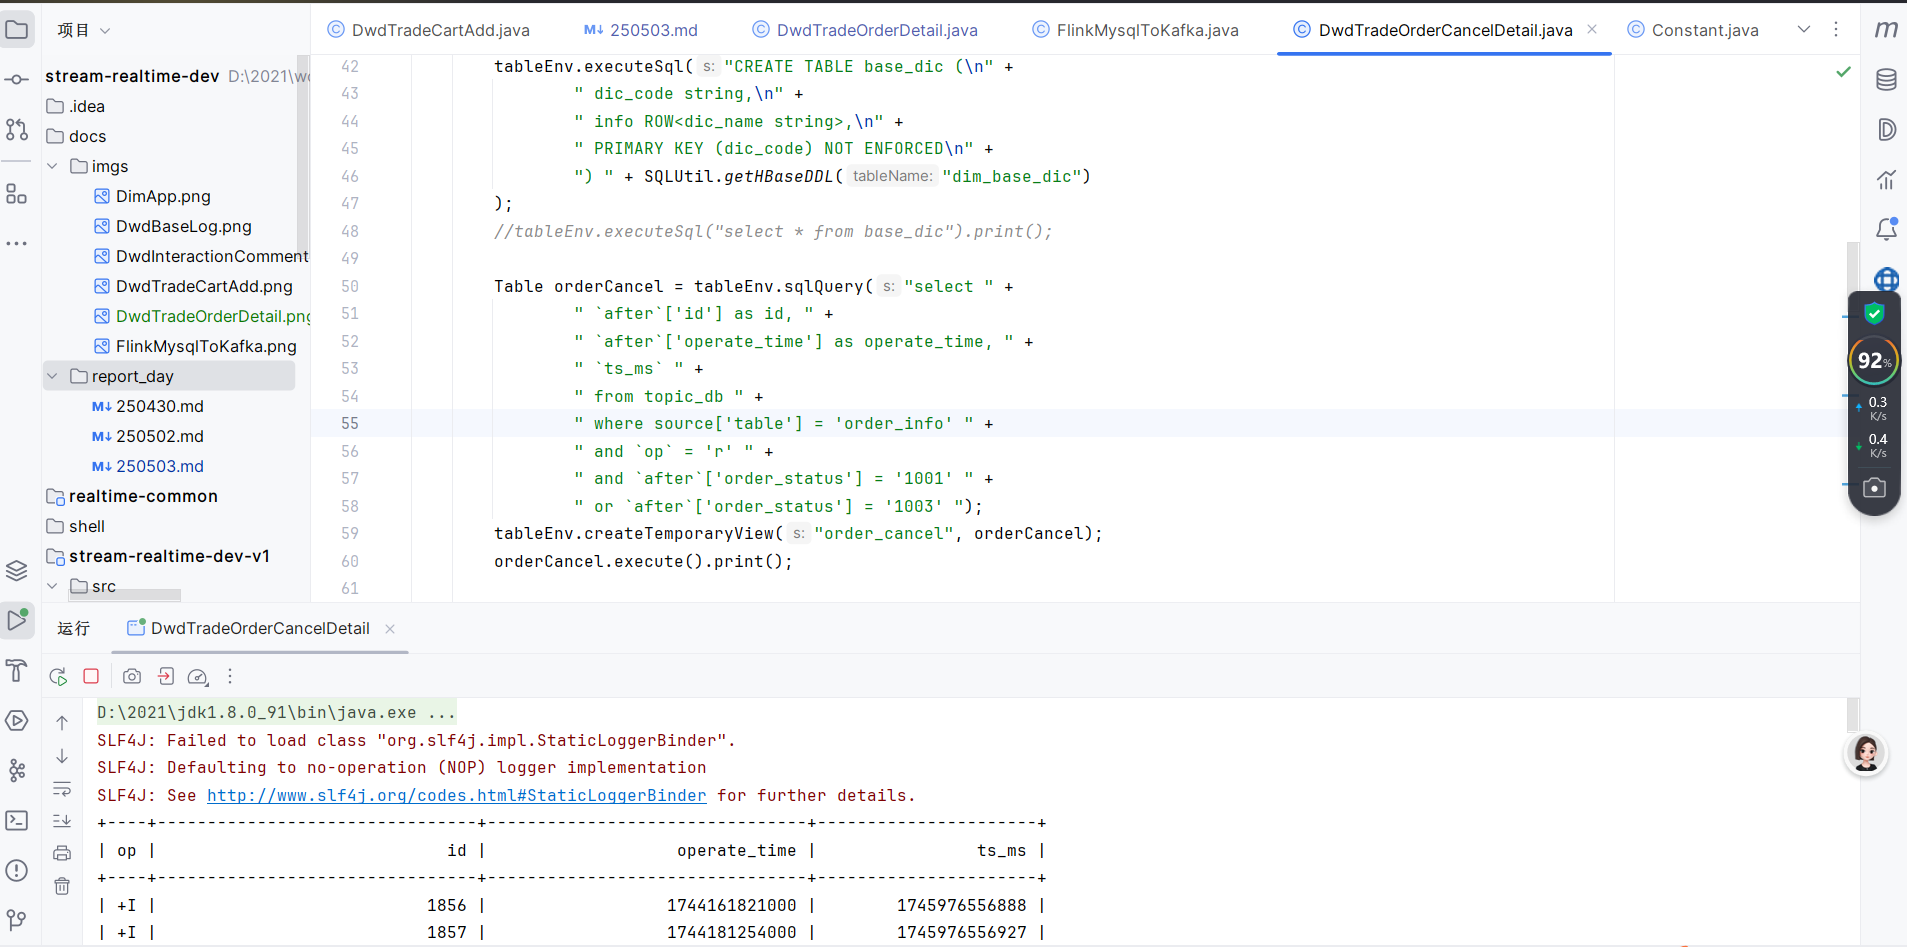 项目
DwdTradeCartAdd.java
M↓ 250503.md
DwdTradeOrderDetail.java
FlinkMysqlToKafka.java
DwdTradeOrderCancelDetail.java
Constant.java
stream-realtime-dev D:\2021\wo
.idea
docs
imgs
DimApp.png
DwdBaseLog.png
DwdInteractionComment
DwdTradeCartAdd.png
DwdTradeOrderDetail.png
FlinkMysqlToKafka.png
report_day
M↓ 250430.md
M↓ 250502.md
M↓ 250503.md
realtime-common
shell
stream-realtime-dev-v1
src
42 tableEnv.executeSql( s: "CREATE TABLE base_dic (\n" +
43 " dic_code string,\n" +
44 " info ROW<dic_name string>,\n" +
45 " PRIMARY KEY (dic_code) NOT ENFORCED\n" +
46 ") " + SQLUtil.getHBaseDDL( tableName: "dim_base_dic")
47 );
48 //tableEnv.executeSql("select * from base_dic").print();
49
50 Table orderCancel = tableEnv.sqlQuery( s: "select " +
51 " `after`['id'] as id, " +
52 " `after`['operate_time'] as operate_time, " +
53 " `ts_ms` " +
54 " from topic_db " +
55 " where source['table'] = 'order_info' " +
56 " and `op` = 'r' " +
57 " and `after`['order_status'] = '1001' " +
58 " or `after`['order_status'] = '1003' ");
59 tableEnv.createTemporaryView( s: "order_cancel", orderCancel);
60 orderCancel.execute().print();
61
92%
0.3
K/s
0.4
K/s
运行
DwdTradeOrderCancelDetail
D:\2021\jdk1.8.0_91\bin\java.exe ...
SLF4J: Failed to load class "org.slf4j.impl.StaticLoggerBinder".
SLF4J: Defaulting to no-operation (NOP) logger implementation
SLF4J: See http://www.slf4j.org/codes.html#StaticLoggerBinder for further details.
+----+--------------------------------+--------------------------------+----------------------+
| op | id | operate_time | ts_ms |
+----+--------------------------------+--------------------------------+----------------------+
| +I | 1856 | 1744161821000 | 1745976556888 |
| +I | 1857 | 1744181254000 | 1745976556927 |